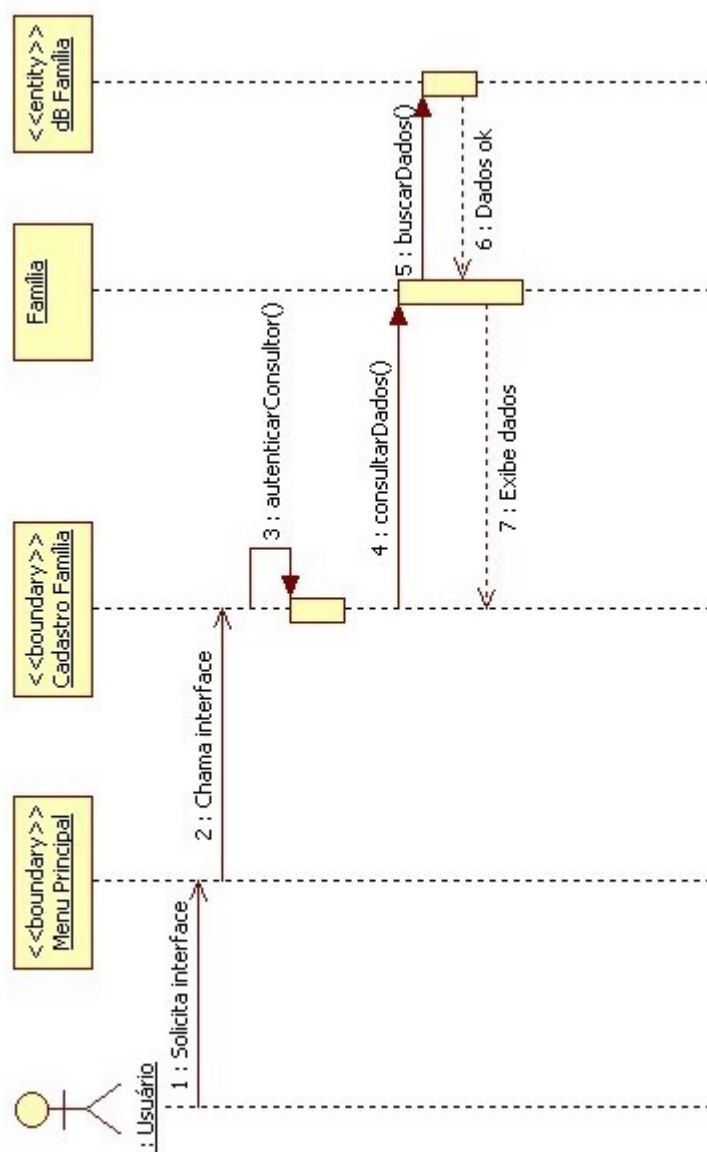 : Usuário
<<boundary>>
Menu Principal
<<boundary>>
Cadastro Família
Família
<<entity>>
dB Família
1 : Solicita interface
2 : Chama interface
3 : autenticarConsultor()
4 : consultarDados()
5 : buscarDados()
6 : Dados ok
7 : Exibe dados